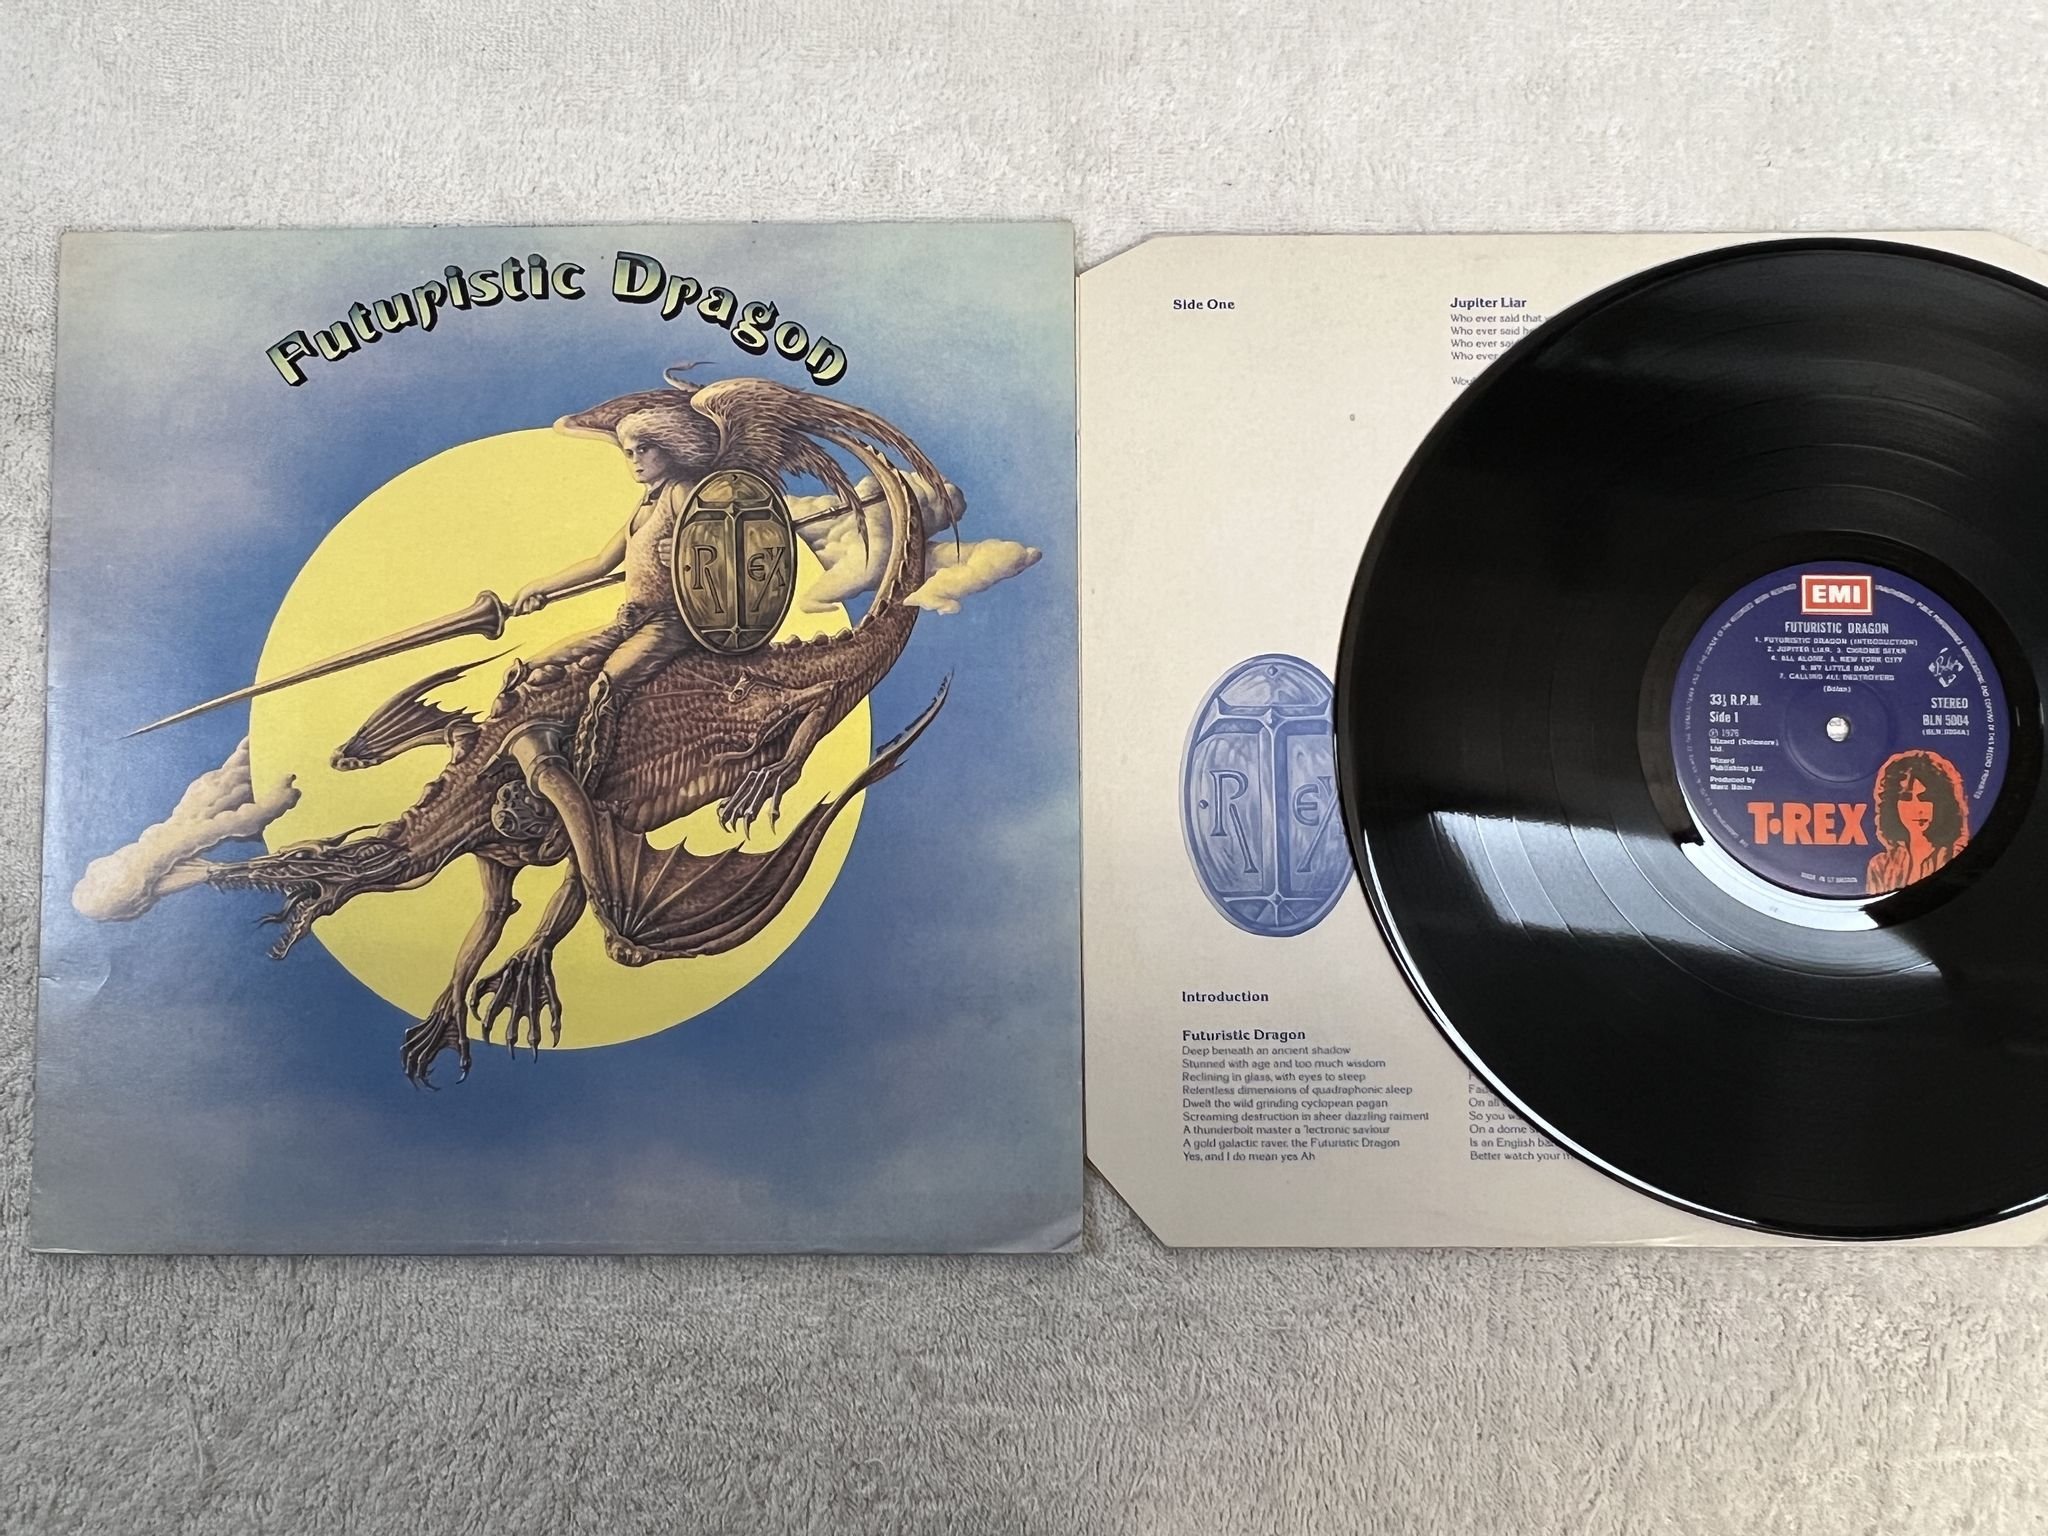 Futuristic Dragon
R T EX
Side One
R T EX
Introduction
Futuristic Dragon
Deep beneath an ancient shadow
Stunned with age and too much wisdom
Reclining in glass, with eyes to steep
Relentless dimensions of quadraphonic sleep
Dwelt the wild grinding cyclopean pagan
Screaming destruction in sheer dazzling raiment
A thunderbolt master a 'lectronic saviour
A gold galactic raver, the Futuristic Dragon
Yes, and I do mean yes Ah
Jupiter Liar
Who ever said that
Who ever said
Who ever
Who ever
On all
So you
On a dome
Is an English
Better watch your
EMI
FUTURISTIC DRAGON
1. FUTURISTIC DRAGON (INTRODUCTION)
2. JUPITER LIAR. 3. CHROME SITAR
4. ALL ALONE. 5. NEW YORK CITY
6. MY LITTLE BABY
7. CALLING ALL DESTROYERS
(Bolan)
33⅓ R.P.M.
Side 1
Ⓟ 1976
Wizard (Delaware)
Ltd.
Wizard
Publishing Ltd.
Produced by
Marc Bolan
STEREO
BLN 5004
(BLN 5004A)
T·REX